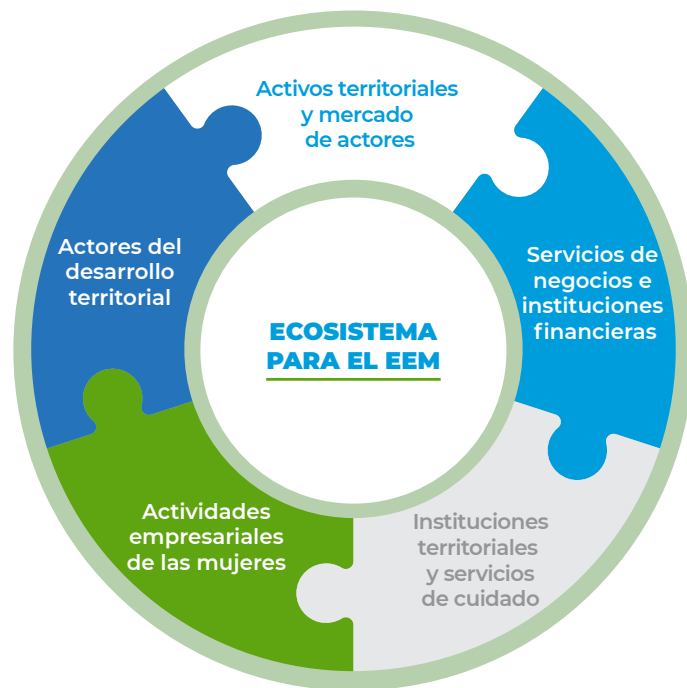 Activos territoriales
y mercado
de actores
Actores del
desarrollo
territorial
Servicios de
negocios e
instituciones
financieras
ECOSISTEMA
PARA EL EEM
Actividades
empresariales
de las mujeres
Instituciones
territoriales
y servicios
de cuidado